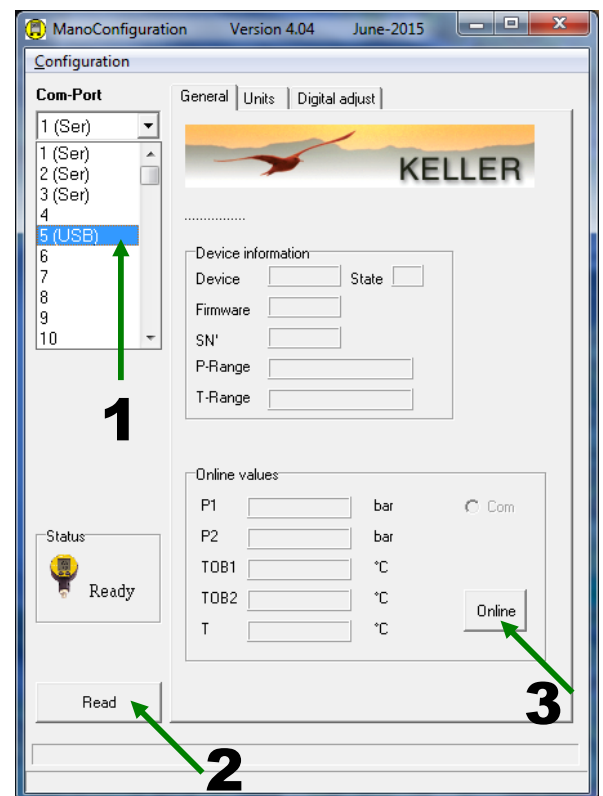 ManoConfiguration Version 4.04 June-2015
Configuration
Com-Port
1 (Ser)
1 (Ser)
2 (Ser)
3 (Ser)
4
5 (USB)
6
7
8
9
10
1
General Units Digital adjust
KELLER
...............
Device information
Device State
Firmware
SN'
P-Range
T-Range
Online values
P1 bar Com
P2 bar
TOB1 °C
TOB2 °C
T °C
Online
3
Status
Ready
Read
2